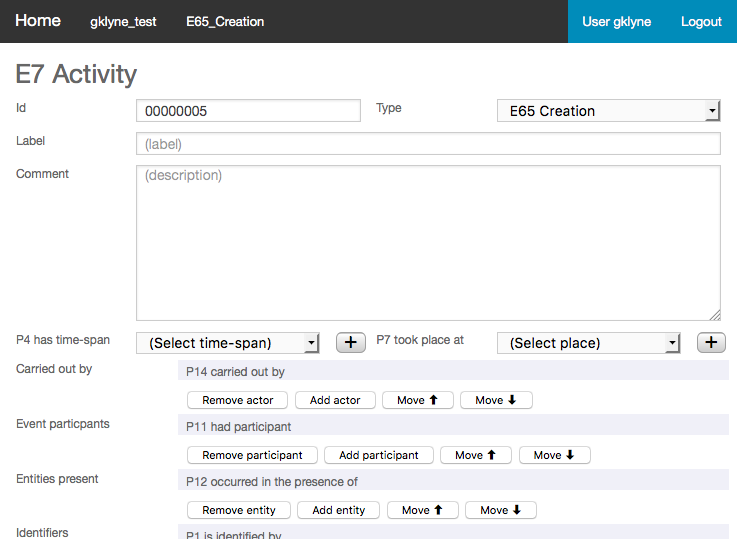 Home gklyne_test E65_Creation User gklyne Logout
E7 Activity
Id 00000005 Type E65 Creation
Label (label)
Comment (description)
P4 has time-span (Select time-span) + P7 took place at (Select place) +
Carried out by P14 carried out by
Remove actor Add actor Move ⬆ Move ⬇
Event particpants P11 had participant
Remove participant Add participant Move ⬆ Move ⬇
Entities present P12 occurred in the presence of
Remove entity Add entity Move ⬆ Move ⬇
Identifiers P1 is identified by